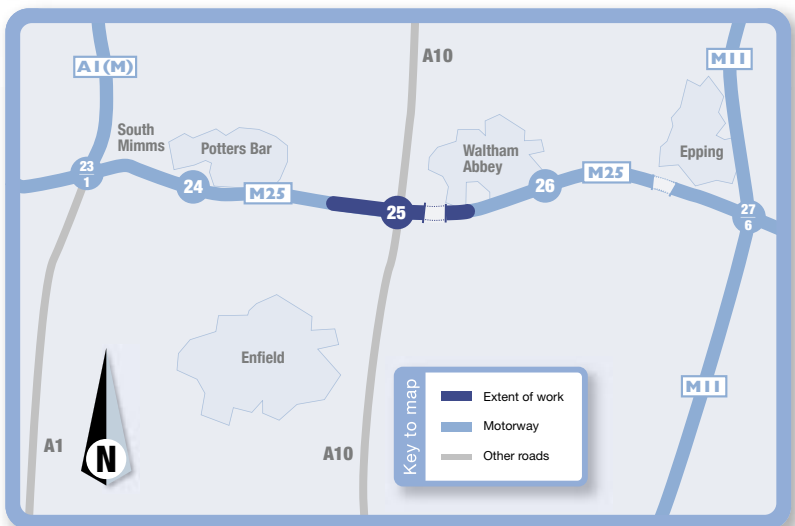 A1(M)
A10
M11
South
Mimms
Potters Bar
Waltham
Abbey
Epping
23
1
24
M25
25
26
M25
27
6
Enfield
A1
N
A10
M11
Key to map
Extent of work
Motorway
Other roads